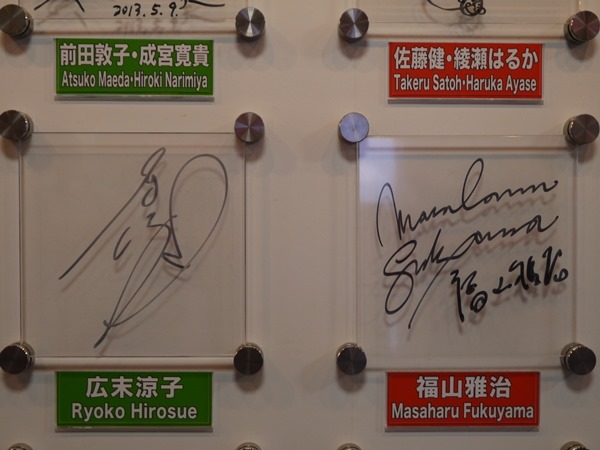 2013.5.9.
前田敦子・成宮寛貴
Atsuko Maeda・Hiroki Narimiya
佐藤健・綾瀬はるか
Takeru Satoh・Haruka Ayase
広末涼子
Ryoko Hirosue
福山雅治
福山雅治
Masaharu Fukuyama